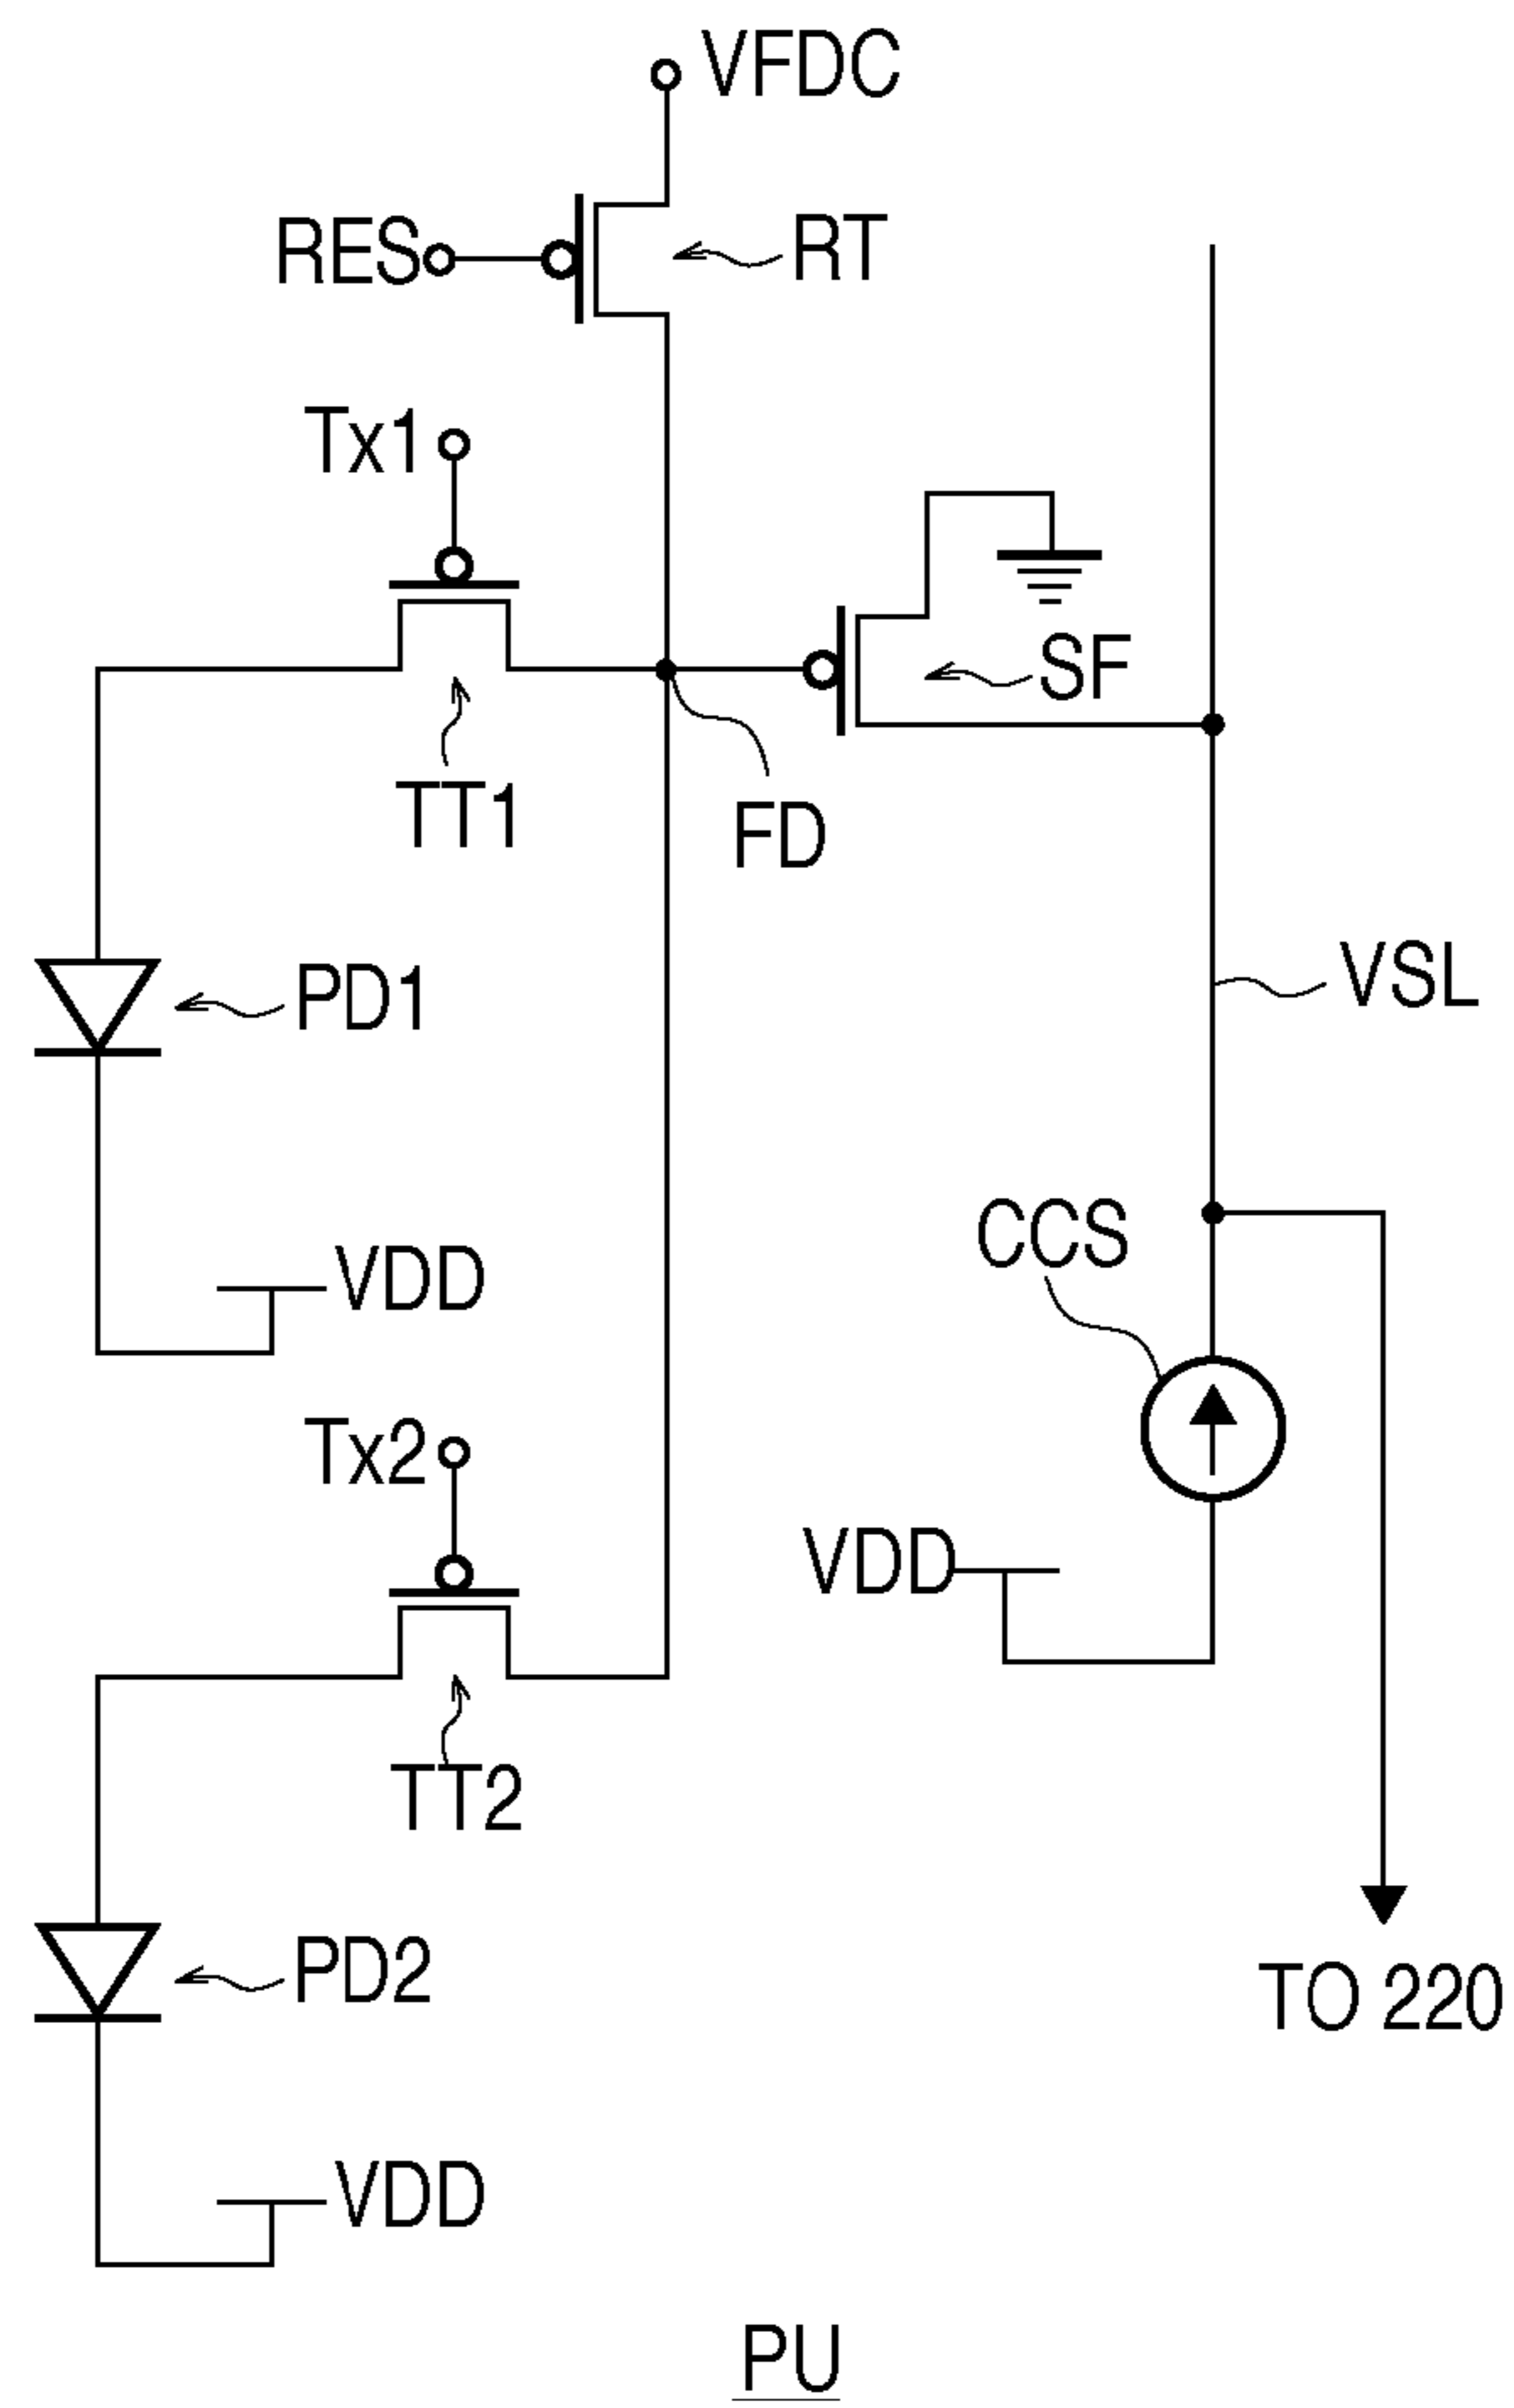 VFDC
RES
RT
Tx1
SF
TT1
FD
PD1
VSL
CCS
VDD
Tx2
VDD
TT2
PD2
TO 220
VDD
PU